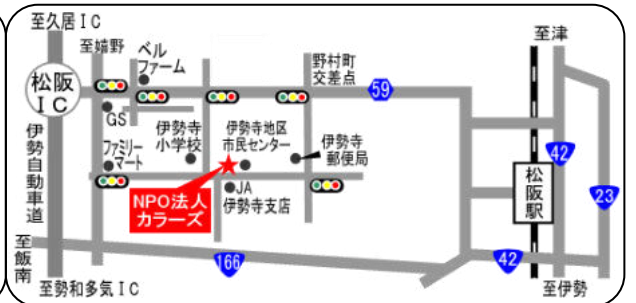 至久居IC
至嬉野
ベル
ファーム
野村町
交差点
至津
松阪
IC
59
GS
伊勢寺
小学校
伊勢寺地区
市民センター
伊勢寺
郵便局
42
伊勢自動車道
ファミリー
マート
JA
伊勢寺支店
NPO法人
カラーズ
松阪駅
23
至飯南
166
42
至勢和多気IC
至伊勢